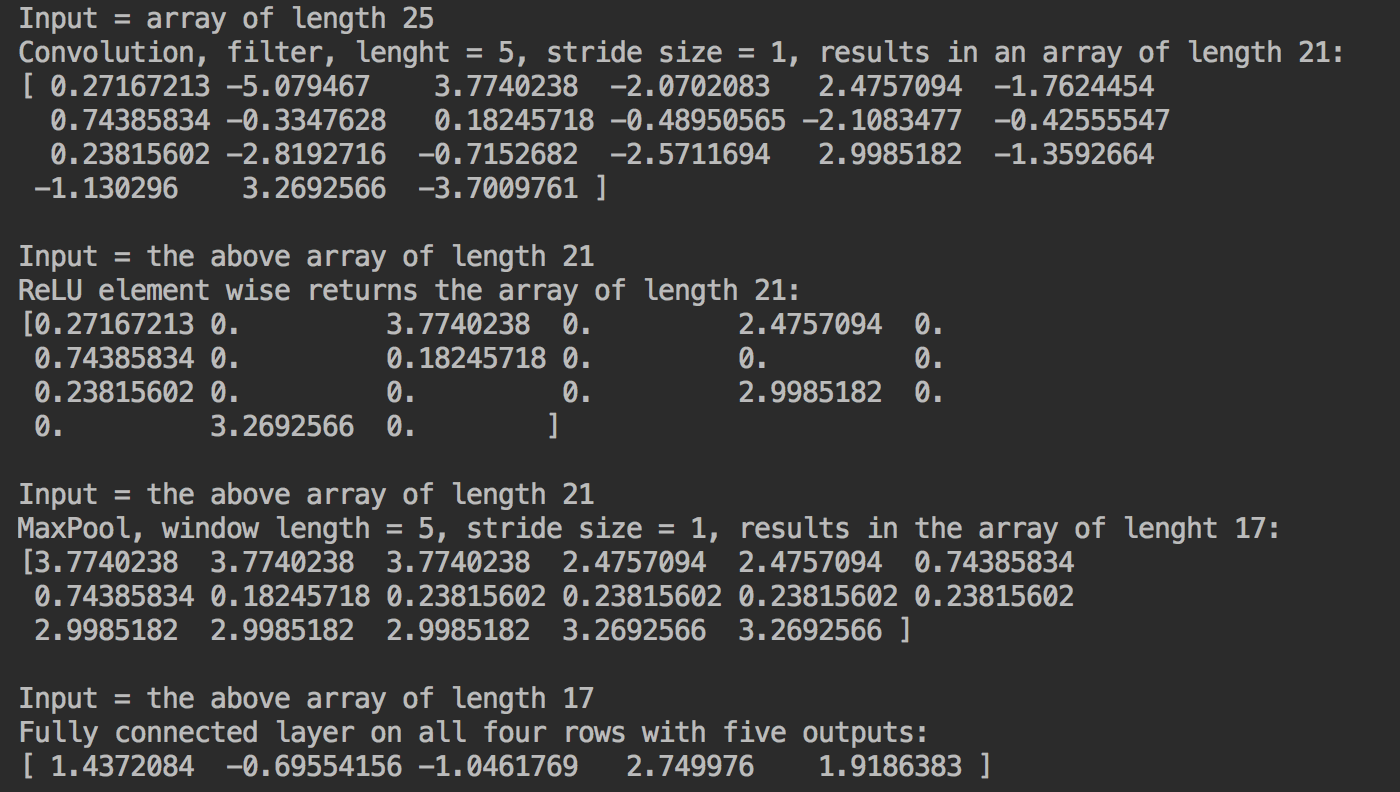 Input = array of length 25
Convolution, filter, lenght = 5, stride size = 1, results in an array of length 21:
[ 0.27167213 -5.079467    3.7740238  -2.0702083   2.4757094  -1.7624454
  0.74385834 -0.3347628   0.18245718 -0.48950565 -2.1083477  -0.42555547
  0.23815602 -2.8192716  -0.7152682  -2.5711694   2.9985182  -1.3592664
 -1.130296    3.2692566  -3.7009761 ]
Input = the above array of length 21
ReLU element wise returns the array of length 21:
[0.27167213 0.         3.7740238  0.         2.4757094  0.
 0.74385834 0.         0.18245718 0.         0.         0.
 0.23815602 0.         0.         0.         2.9985182  0.
 0.         3.2692566  0.        ]
Input = the above array of length 21
MaxPool, window length = 5, stride size = 1, results in the array of lenght 17:
[3.7740238  3.7740238  3.7740238  2.4757094  2.4757094  0.74385834
 0.74385834 0.18245718 0.23815602 0.23815602 0.23815602 0.23815602
 2.9985182  2.9985182  2.9985182  3.2692566  3.2692566 ]
Input = the above array of length 17
Fully connected layer on all four rows with five outputs:
[ 1.4372084  -0.69554156 -1.0461769   2.749976    1.9186383 ]